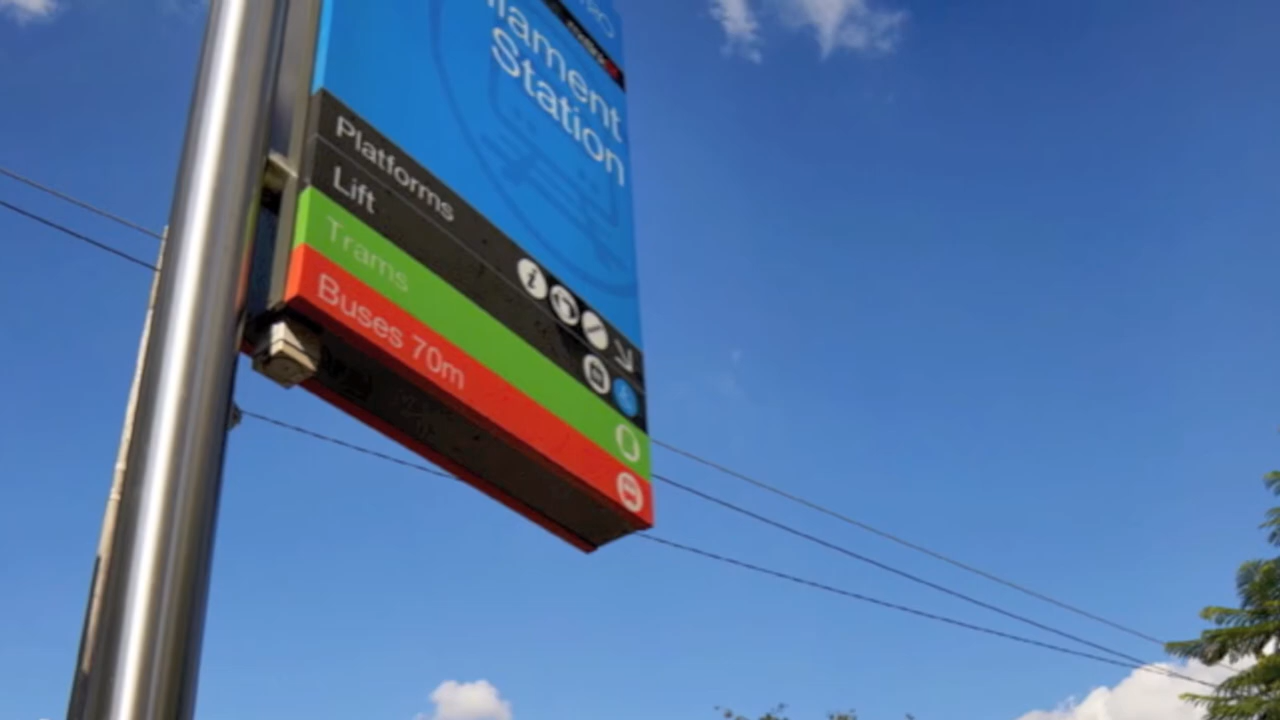 liament
Station
Platforms
Lift
Trams
Buses 70m